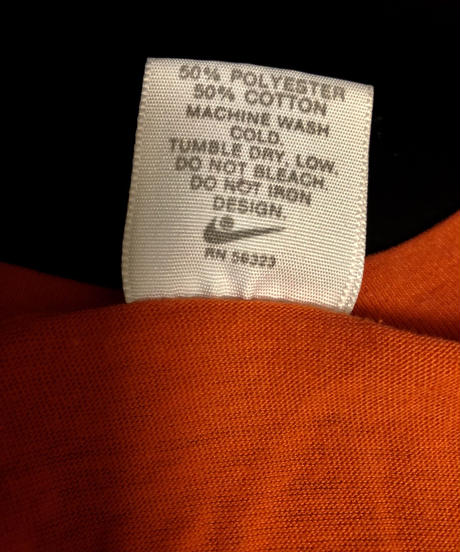 50% POLYESTER
50% COTTON
MACHINE WASH
COLD.
TUMBLE DRY, LOW.
DO NOT BLEACH.
DO NOT IRON
DESIGN.
®
RN 56323